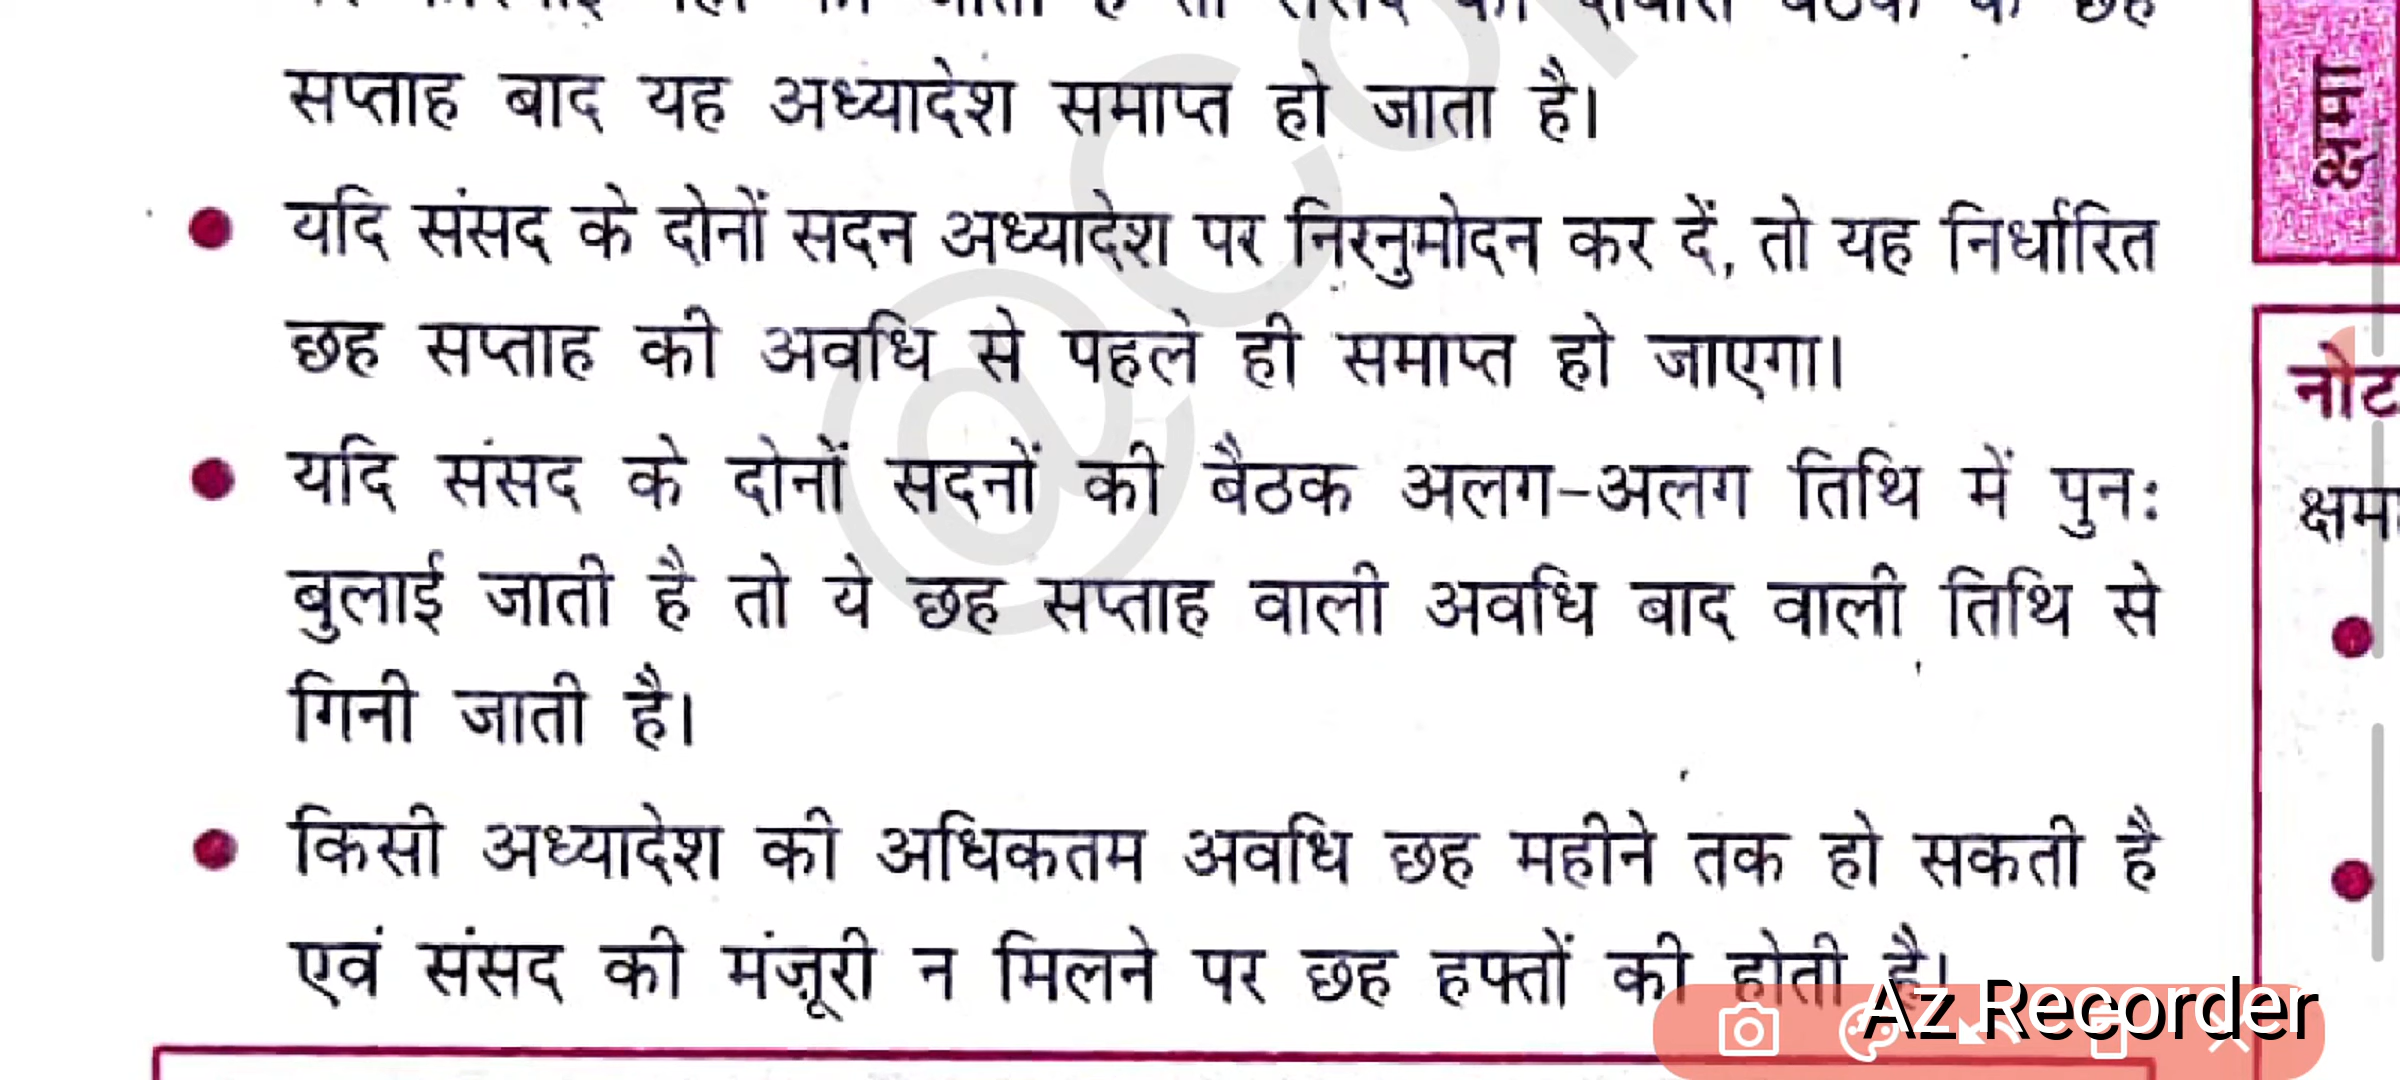 सप्ताह बाद यह अध्यादेश समाप्त हो जाता है।
● यदि संसद के दोनों सदन अध्यादेश पर निरनुमोदन कर दें, तो यह निर्धारित
छह सप्ताह की अवधि से पहले ही समाप्त हो जाएगा।
● यदि संसद के दोनों सदनों की बैठक अलग-अलग तिथि में पुनः
बुलाई जाती है तो ये छह सप्ताह वाली अवधि बाद वाली तिथि से
गिनी जाती है।
● किसी अध्यादेश की अधिकतम अवधि छह महीने तक हो सकती है
एवं संसद की मंज़ूरी न मिलने पर छह हफ्तों की होती है।
क्षमा
नोट
Az Recorder